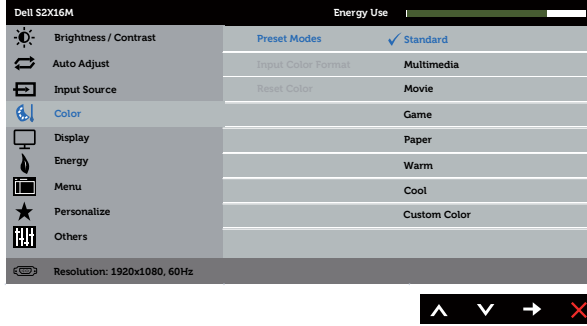 Dell S2X16M Energy Use
Brightness / Contrast Preset Modes Standard
Auto Adjust Input Color Format Multimedia
Input Source Reset Color Movie
Color Game
Display Paper
Energy Warm
Menu Cool
Personalize Custom Color
Others
Resolution: 1920x1080, 60Hz